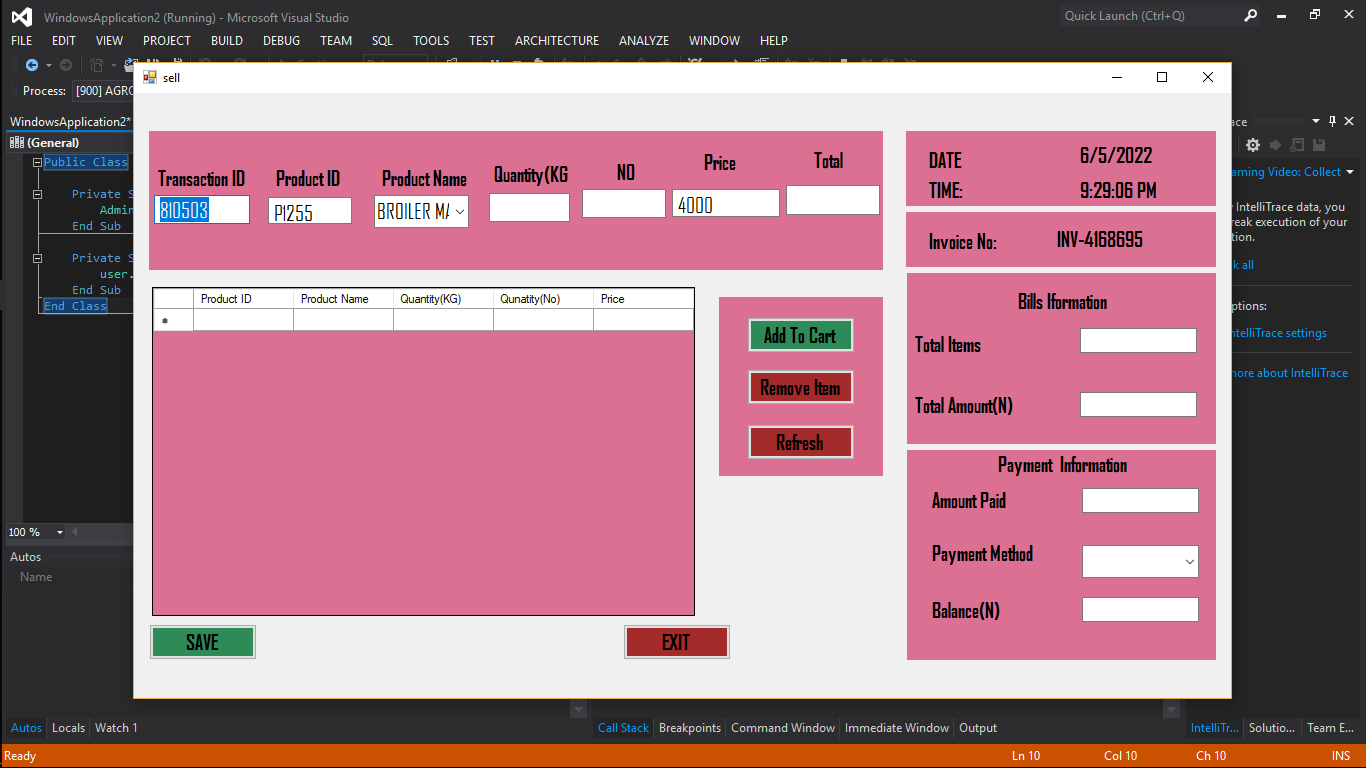 WindowsApplication2 (Running) - Microsoft Visual Studio
Quick Launch (Ctrl+Q)
FILE EDIT VIEW PROJECT BUILD DEBUG TEAM SQL TOOLS TEST ARCHITECTURE ANALYZE WINDOW HELP
Process: [900] AGRO
sell
WindowsApplication2*
(General)
Public Class
Private S
Admin
End Sub
Private S
user.
End Sub
End Class
100 %
Autos
Name
Transaction ID Product ID Product Name Quantity(KG NO Price Total
810503 P1255 BROILER MA 4000
Product ID Product Name Quantity(KG) Qunatity(No) Price
*
Add To Cart
Remove Item
Refresh
SAVE EXIT
DATE 6/5/2022
TIME: 9:29:06 PM
Invoice No: INV-4168695
Bills Iformation
Total Items
Total Amount(N)
Payment Information
Amount Paid
Payment Method
Balance(N)
ace
aming Video: Collect
IntelliTrace data, you
reak execution of your
tion.
k all
ptions:
ntelliTrace settings
more about IntelliTrace
Autos Locals Watch 1
Call Stack Breakpoints Command Window Immediate Window Output
IntelliTr... Solutio... Team E...
Ready Ln 10 Col 10 Ch 10 INS